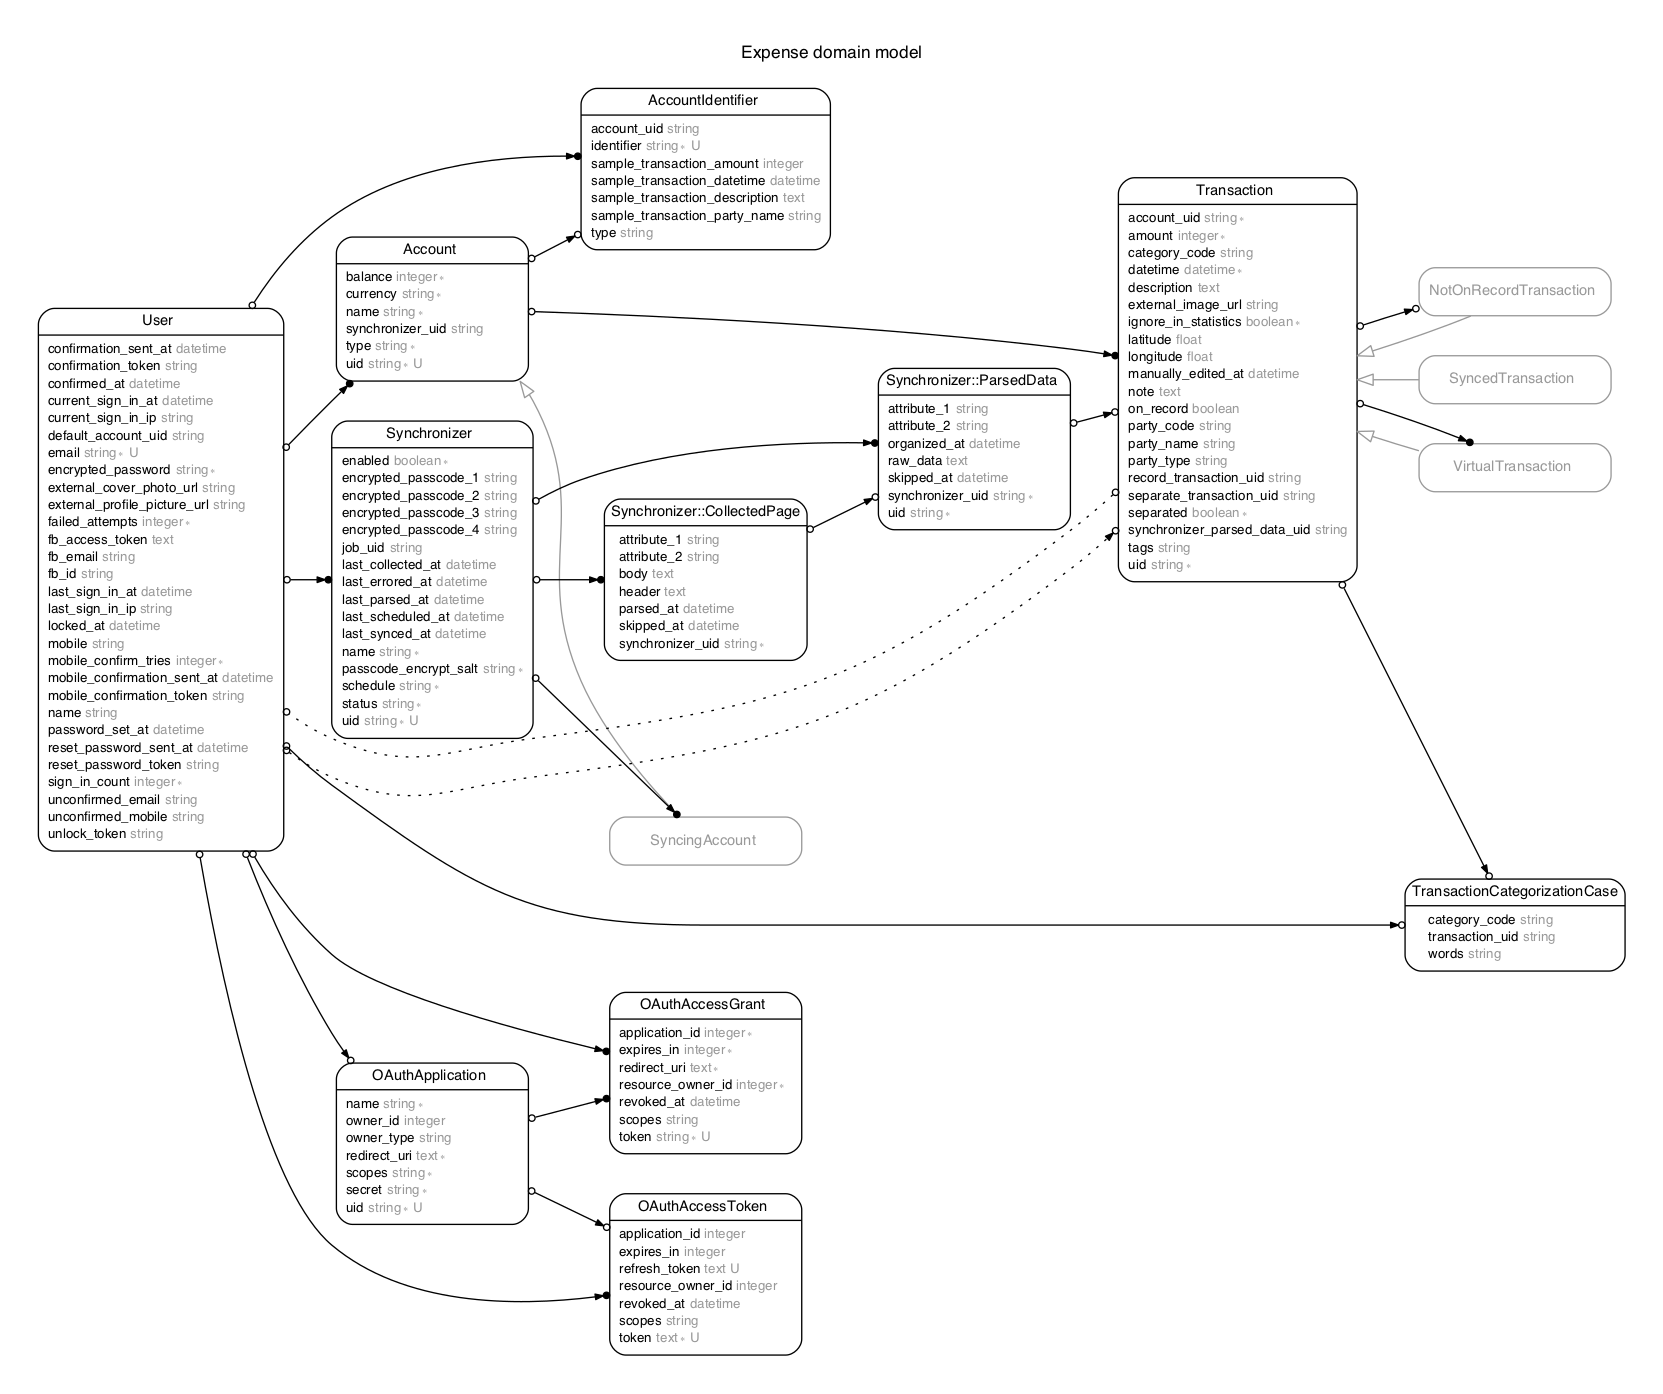 Expense domain model
AccountIdentifier
account_uid string
identifier string* U
sample_transaction_amount integer
sample_transaction_datetime datetime
sample_transaction_description text
sample_transaction_party_name string
type string
Account
balance integer*
currency string*
name string*
synchronizer_uid string
type string*
uid string* U
User
confirmation_sent_at datetime
confirmation_token string
confirmed_at datetime
current_sign_in_at datetime
current_sign_in_ip string
default_account_uid string
email string* U
encrypted_password string*
external_cover_photo_url string
external_profile_picture_url string
failed_attempts integer*
fb_access_token text
fb_email string
fb_id string
last_sign_in_at datetime
last_sign_in_ip string
locked_at datetime
mobile string
mobile_confirm_tries integer*
mobile_confirmation_sent_at datetime
mobile_confirmation_token string
name string
password_set_at datetime
reset_password_sent_at datetime
reset_password_token string
sign_in_count integer*
unconfirmed_email string
unconfirmed_mobile string
unlock_token string
Synchronizer
enabled boolean*
encrypted_passcode_1 string
encrypted_passcode_2 string
encrypted_passcode_3 string
encrypted_passcode_4 string
job_uid string
last_collected_at datetime
last_errored_at datetime
last_parsed_at datetime
last_scheduled_at datetime
last_synced_at datetime
name string*
passcode_encrypt_salt string*
schedule string*
status string*
uid string* U
Synchronizer::CollectedPage
attribute_1 string
attribute_2 string
body text
header text
parsed_at datetime
skipped_at datetime
synchronizer_uid string*
Synchronizer::ParsedData
attribute_1 string
attribute_2 string
organized_at datetime
raw_data text
skipped_at datetime
synchronizer_uid string*
uid string*
Transaction
account_uid string*
amount integer*
category_code string
datetime datetime*
description text
external_image_url string
ignore_in_statistics boolean*
latitude float
longitude float
manually_edited_at datetime
note text
on_record boolean
party_code string
party_name string
party_type string
record_transaction_uid string
separate_transaction_uid string
separated boolean*
synchronizer_parsed_data_uid string
tags string
uid string*
NotOnRecordTransaction
SyncedTransaction
VirtualTransaction
SyncingAccount
TransactionCategorizationCase
category_code string
transaction_uid string
words string
OAuthAccessGrant
application_id integer*
expires_in integer*
redirect_uri text*
resource_owner_id integer*
revoked_at datetime
scopes string
token string* U
OAuthApplication
name string*
owner_id integer
owner_type string
redirect_uri text*
scopes string*
secret string*
uid string* U
OAuthAccessToken
application_id integer
expires_in integer
refresh_token text U
resource_owner_id integer
revoked_at datetime
scopes string
token text* U